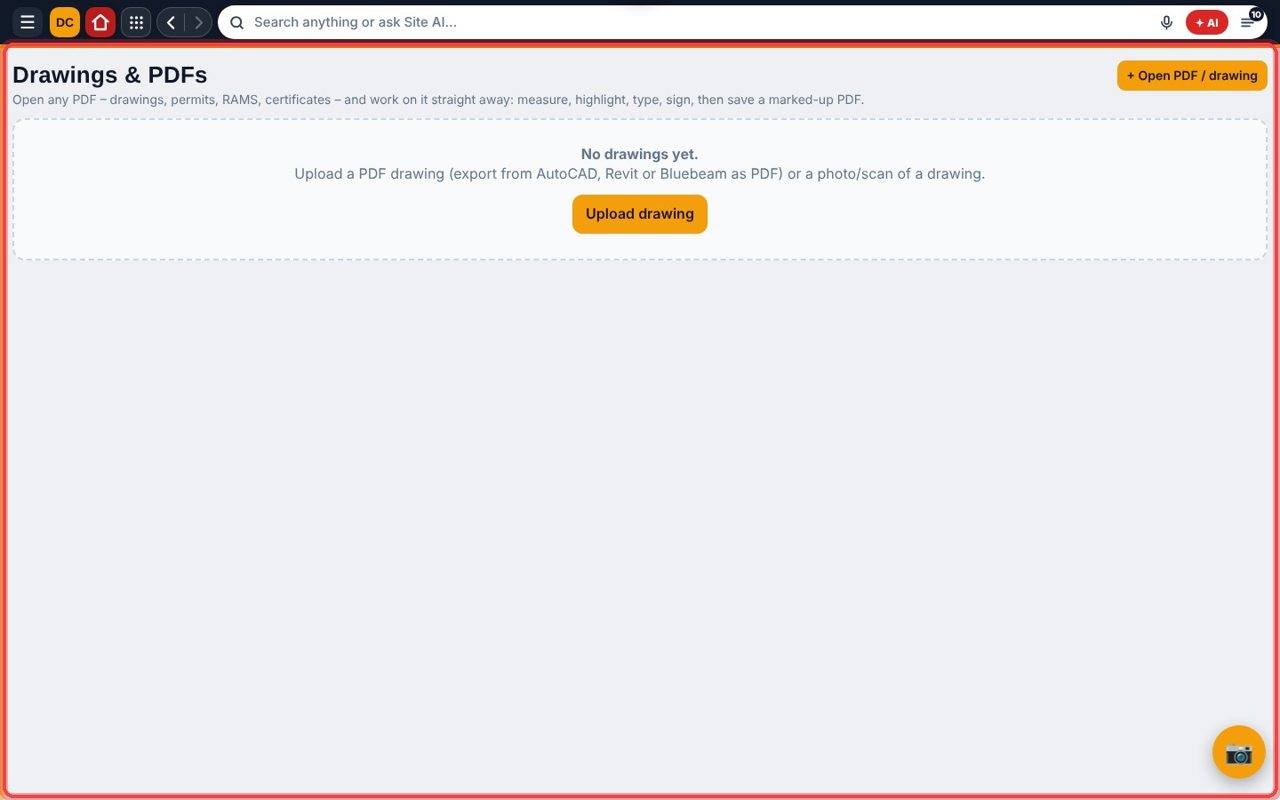 DC
Search anything or ask Site AI...
+ AI
10
Drawings & PDFs
+ Open PDF / drawing
Open any PDF – drawings, permits, RAMS, certificates – and work on it straight away: measure, highlight, type, sign, then save a marked-up PDF.
No drawings yet.
Upload a PDF drawing (export from AutoCAD, Revit or Bluebeam as PDF) or a photo/scan of a drawing.
Upload drawing